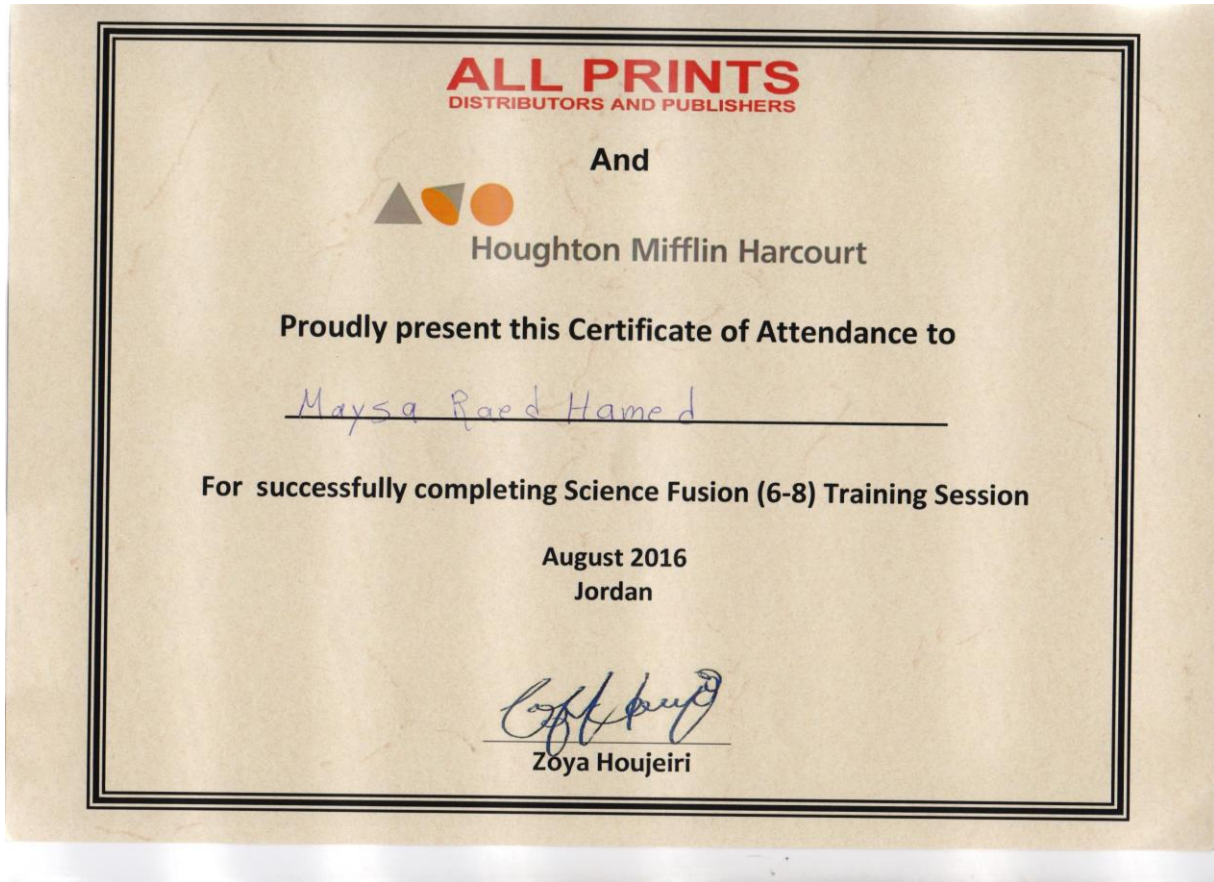 ALL PRINTS
DISTRIBUTORS AND PUBLISHERS
And
Houghton Mifflin Harcourt
Proudly present this Certificate of Attendance to
Maysa Raed Hamed
For successfully completing Science Fusion (6-8) Training Session
August 2016
Jordan
Zoya Houjeiri